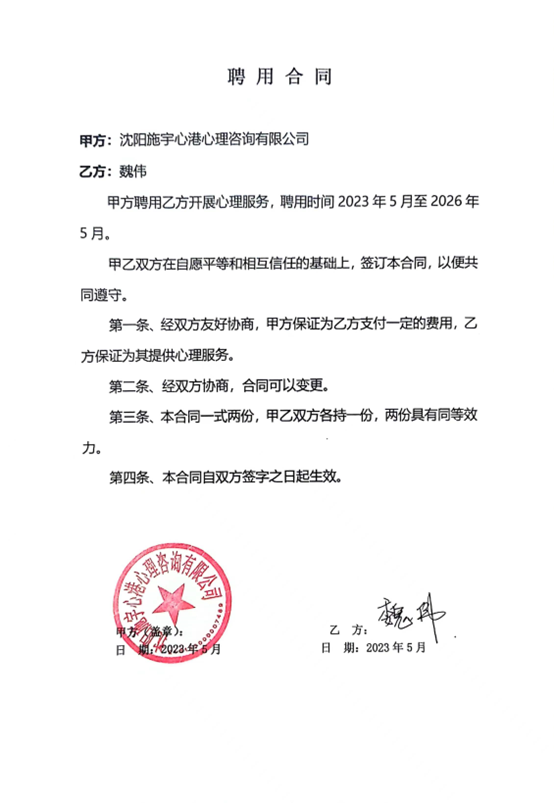 聘用合同
甲方：沈阳施宇心港心理咨询有限公司
乙方：魏伟
甲方聘用乙方开展心理服务，聘用时间 2023 年 5 月至 2026 年
5 月。
甲乙双方在自愿平等和相互信任的基础上，签订本合同，以便共
同遵守。
第一条、经双方友好协商，甲方保证为乙方支付一定的费用，乙
方保证为其提供心理服务。
第二条、经双方协商，合同可以变更。
第三条、本合同一式两份，甲乙双方各持一份，两份具有同等效
力。
第四条、本合同自双方签字之日起生效。
沈阳施宇心港心理咨询有限公司
甲方（盖章）：
日 期：2023 年 5 月
乙 方：魏伟
日 期：2023 年 5 月